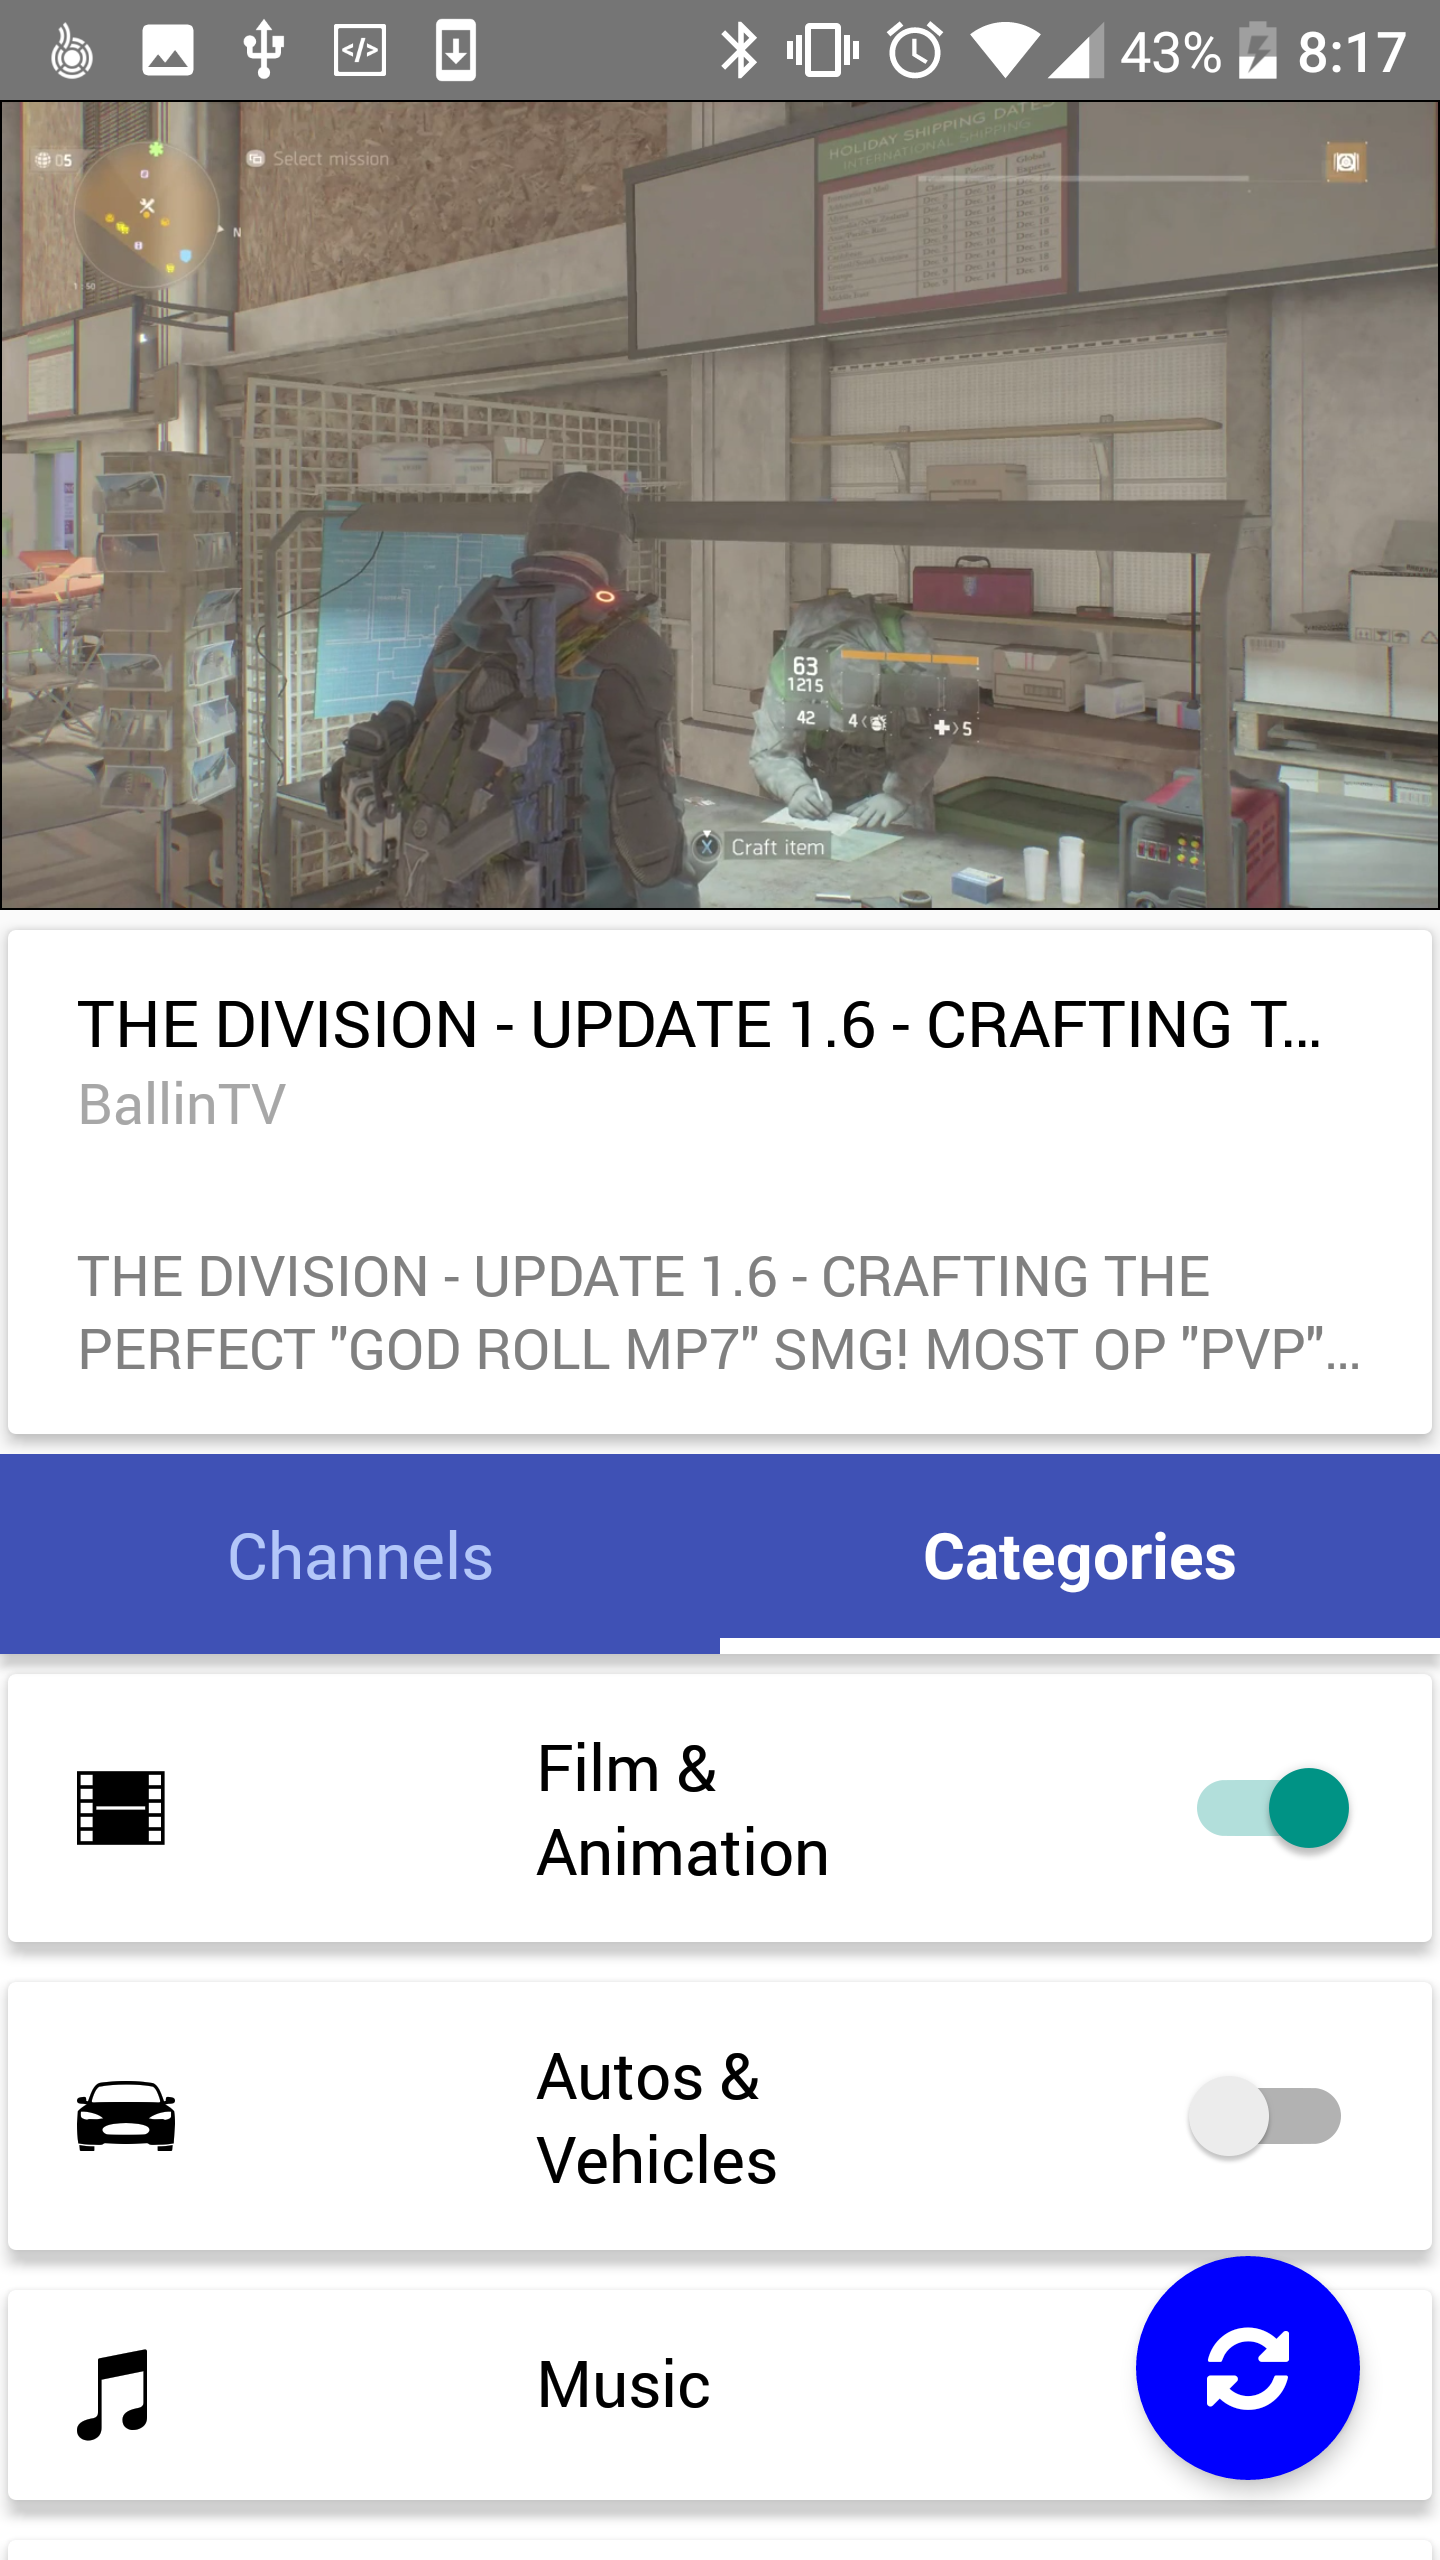 43% 8:17
05
Select mission
N
HOLIDAY SHIPPING DATES
INTERNATIONAL SHIPPING
63
1215
42
4
5
X Craft item
THE DIVISION - UPDATE 1.6 - CRAFTING T...
BallinTV
THE DIVISION - UPDATE 1.6 - CRAFTING THE
PERFECT "GOD ROLL MP7" SMG! MOST OP "PVP"...
Channels
Categories
Film &
Animation
Autos &
Vehicles
Music